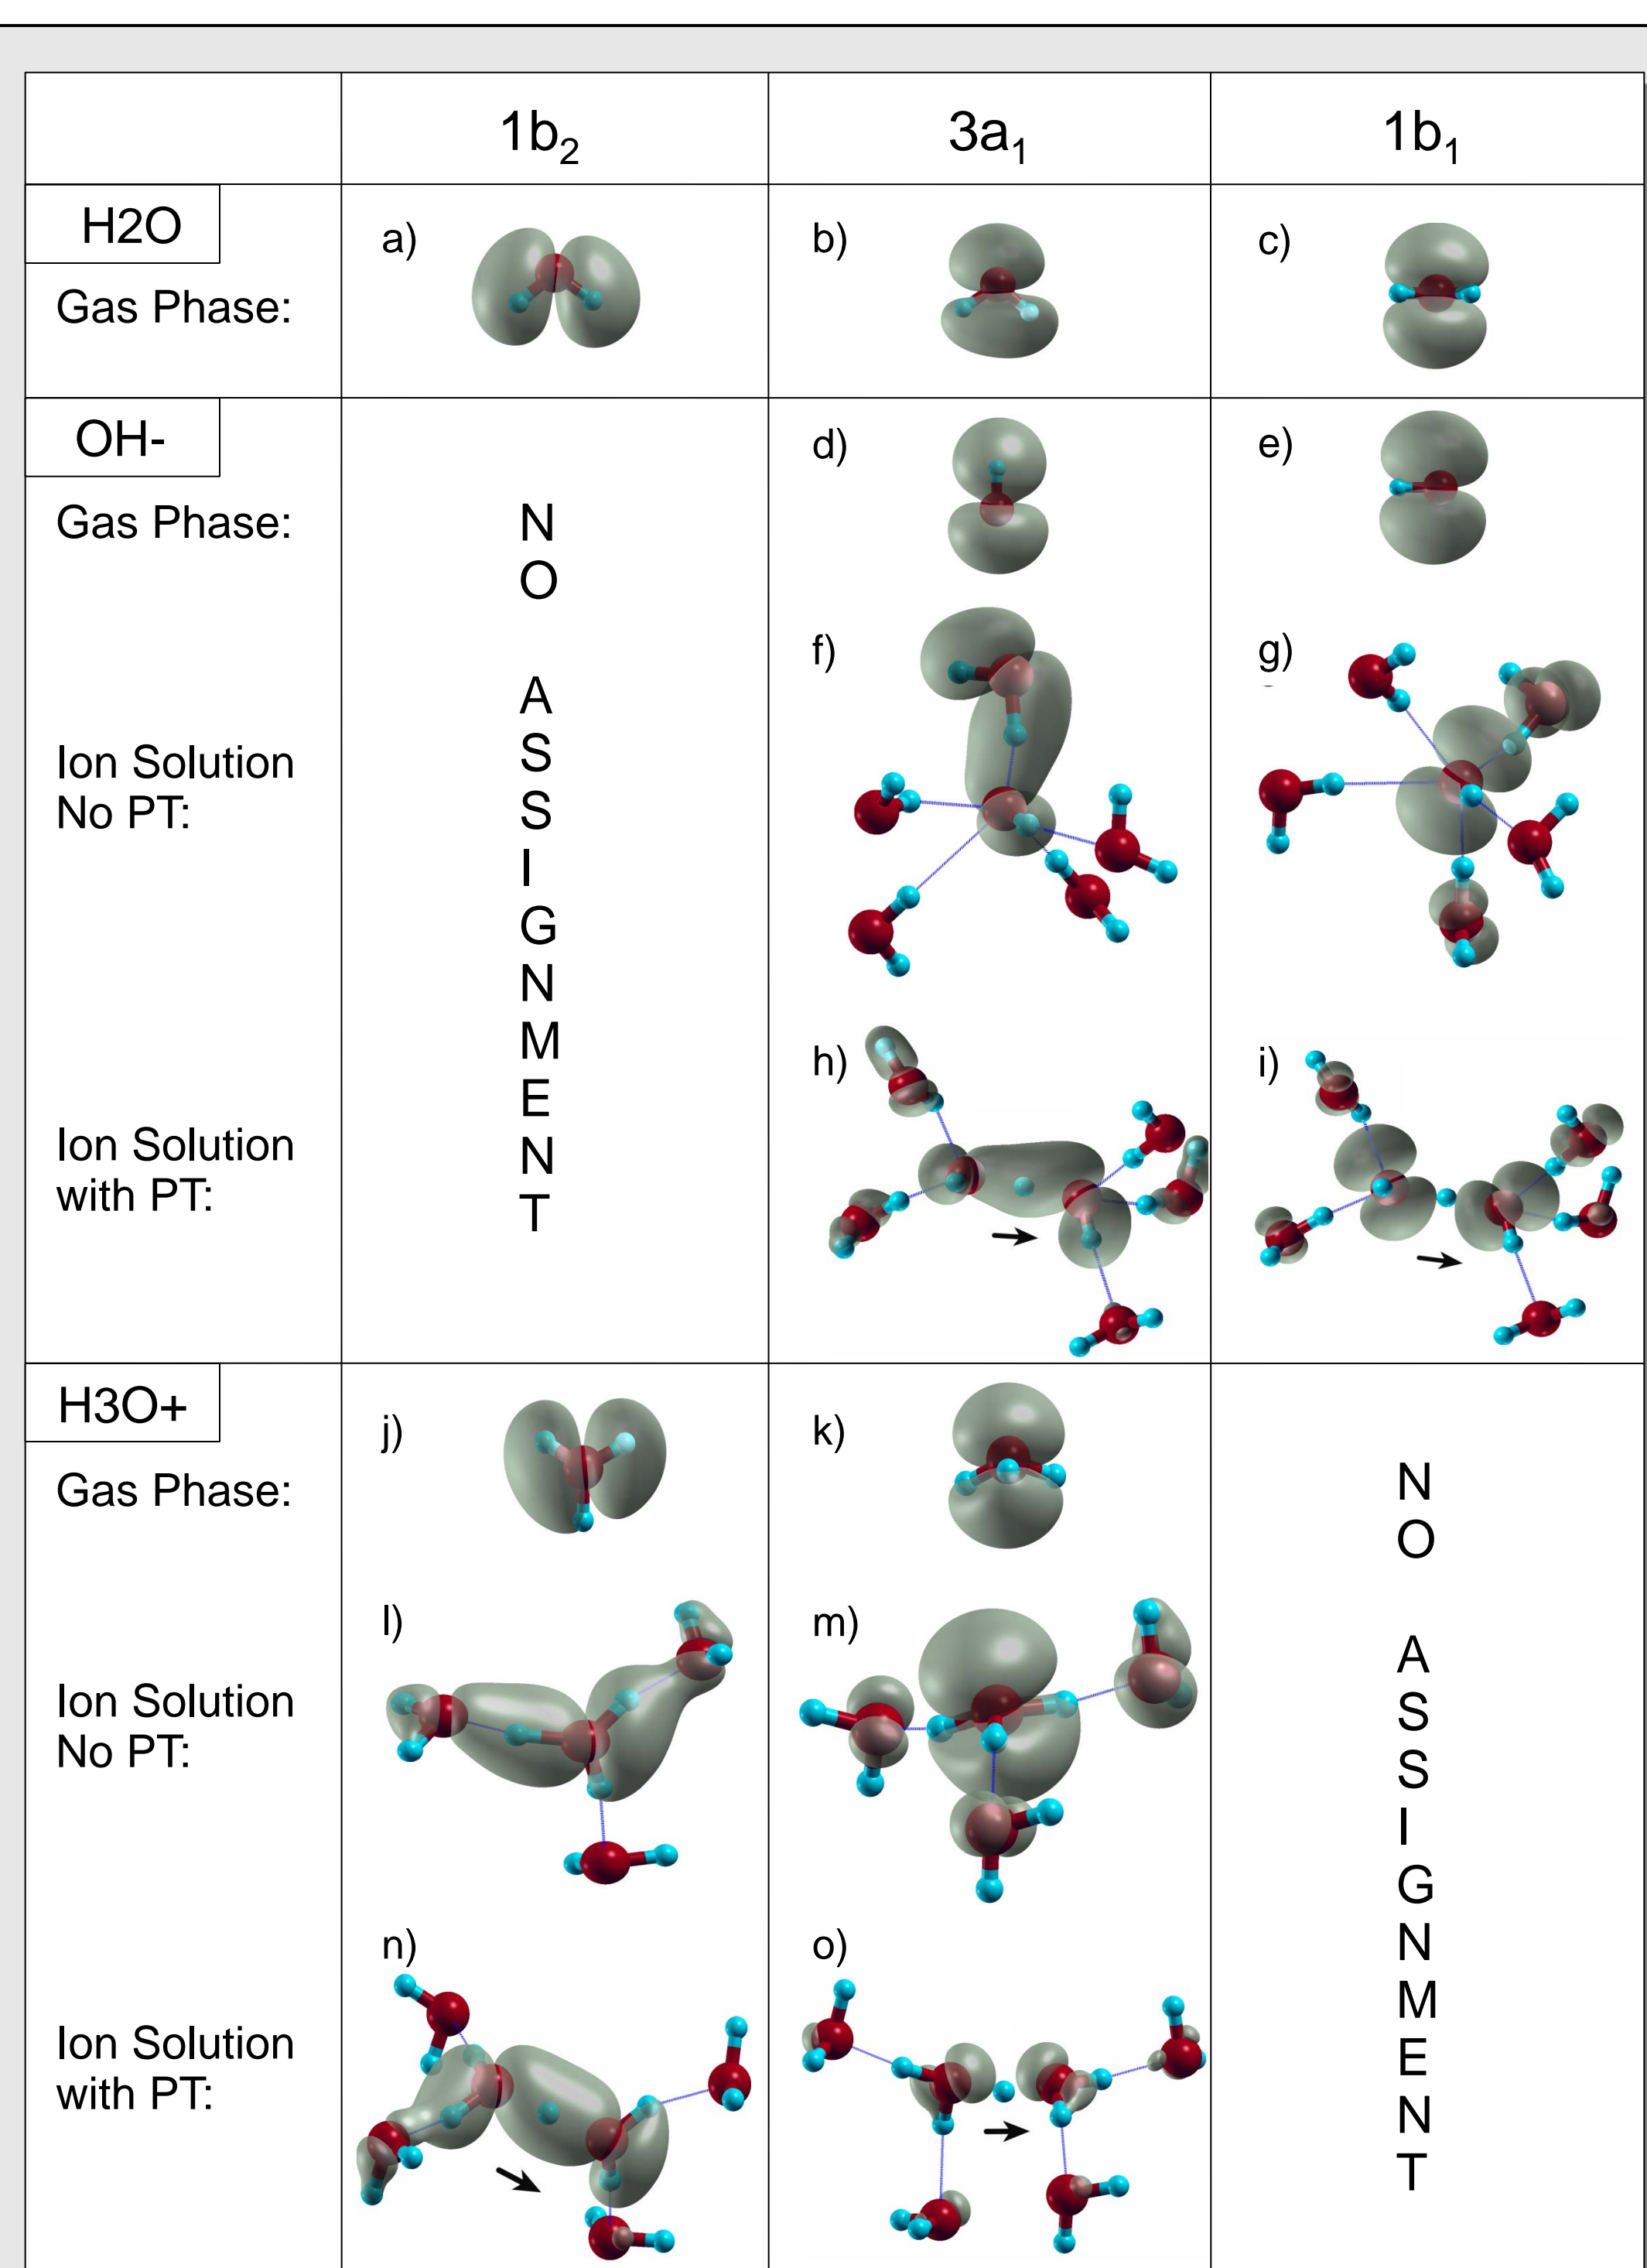 1b₂ 3a₁ 1b₁
H2O
a) b) c)
Gas Phase:
OH-
d) e)
Gas Phase:
f) g)
Ion Solution
No PT:
h) i)
Ion Solution
with PT:
N
O
A
S
S
I
G
N
M
E
N
T
H3O+
j) k)
Gas Phase:
l) m)
Ion Solution
No PT:
n) o)
Ion Solution
with PT:
N
O
A
S
S
I
G
N
M
E
N
T